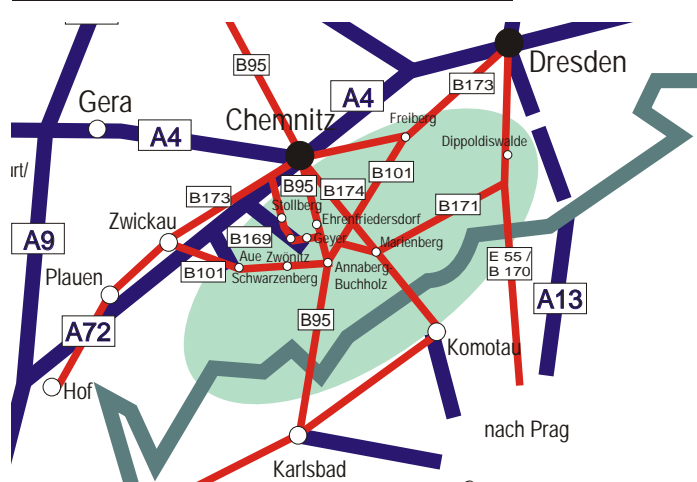 B95
Dresden
B173
A4
Gera
Chemnitz
Freiberg
A4
Dippoldiswalde
urt/
B101
B95
B174
B173
B171
Stollberg
Ehrenfriedersdorf
Zwickau
A9
B169
Geyer
Marienberg
Aue
Zwönitz
E 55 /
B 170
B101
Schwarzenberg
Annaberg-
Buchholz
Plauen
A13
B95
A72
Komotau
Hof
nach Prag
Karlsbad